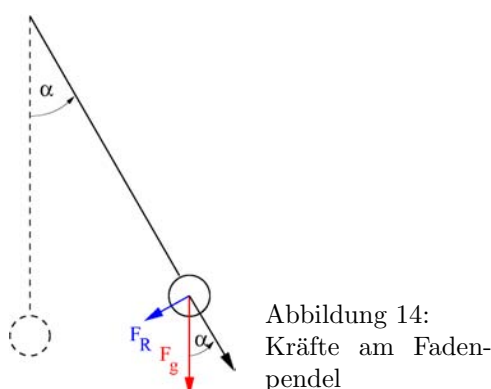 α
F_R
F_g
α
Abbildung 14:
Kräfte am Faden-
pendel